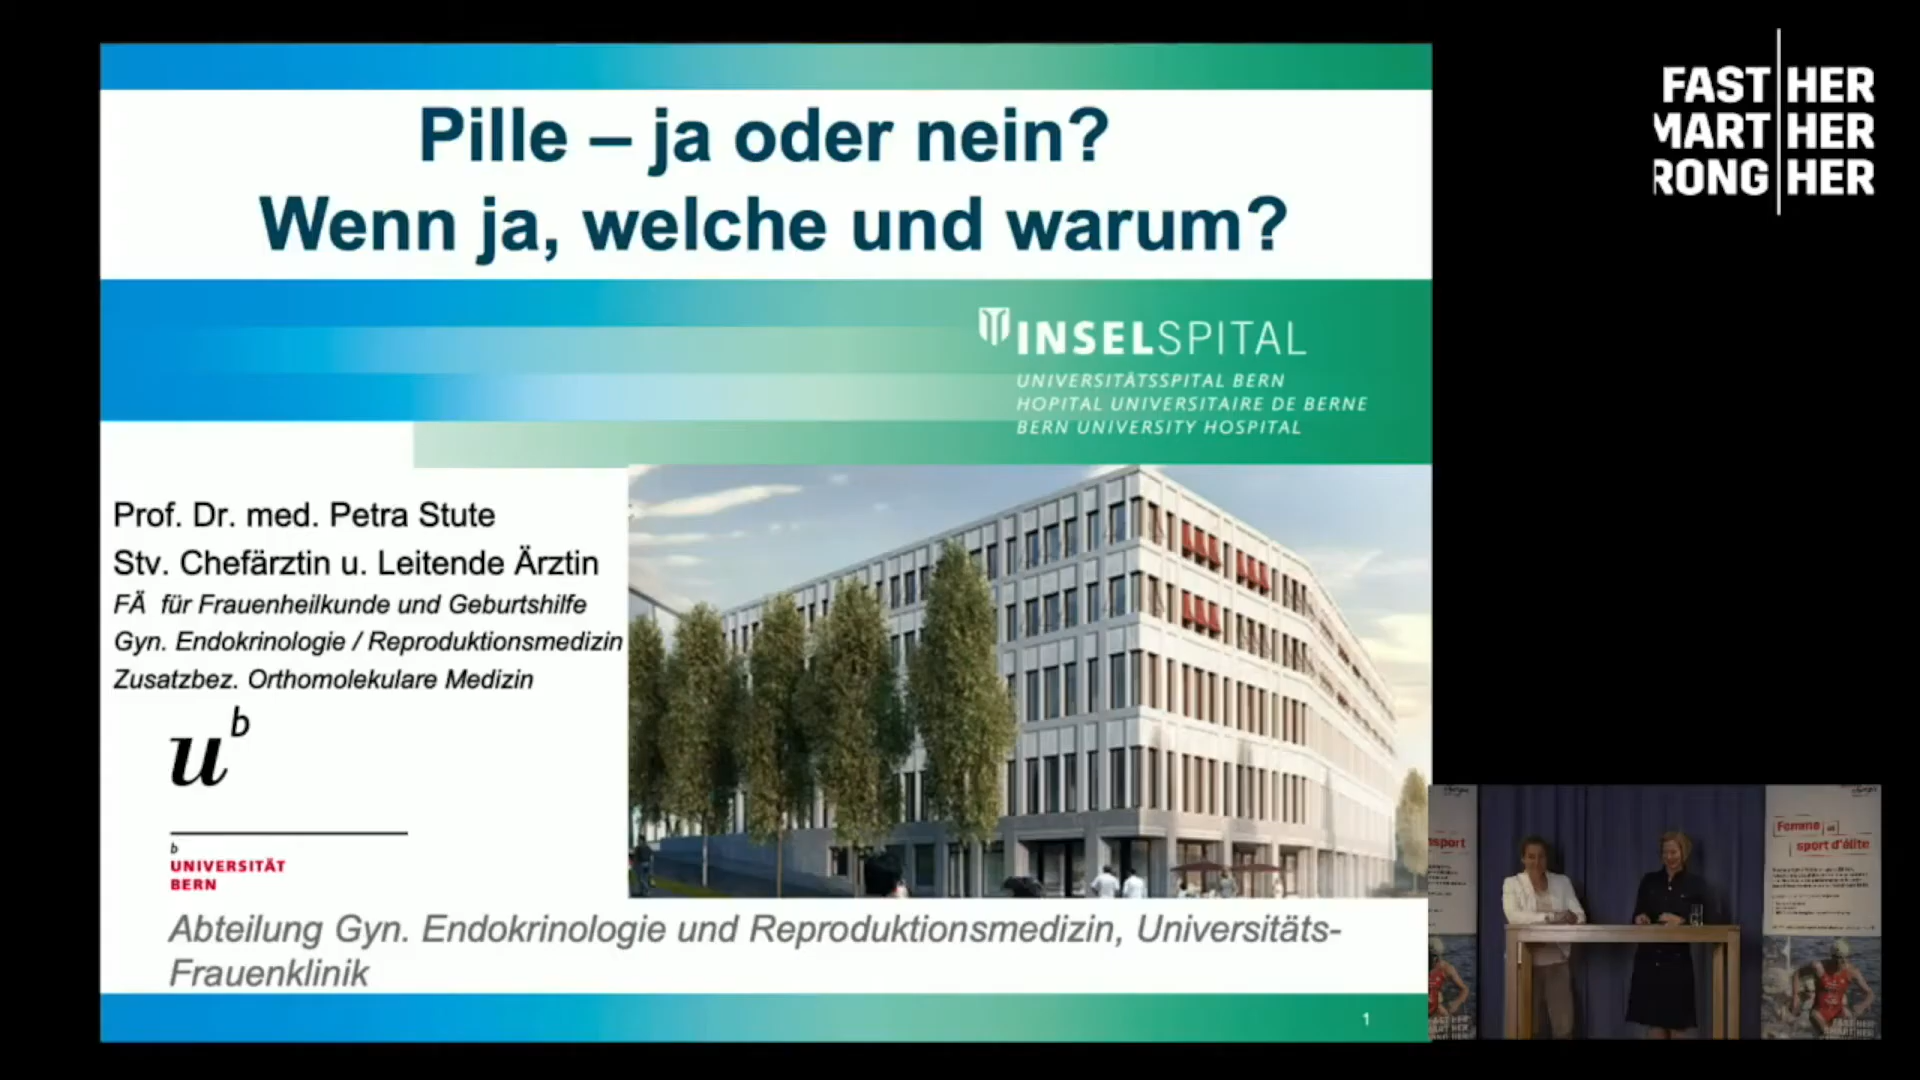 Pille – ja oder nein?
Wenn ja, welche und warum?
INSELSPITAL
UNIVERSITÄTSSPITAL BERN
HOPITAL UNIVERSITAIRE DE BERNE
BERN UNIVERSITY HOSPITAL
Prof. Dr. med. Petra Stute
Stv. Chefärztin u. Leitende Ärztin
FÄ für Frauenheilkunde und Geburtshilfe
Gyn. Endokrinologie / Reproduktionsmedizin
Zusatzbez. Orthomolekulare Medizin
u b
b
UNIVERSITÄT
BERN
Abteilung Gyn. Endokrinologie und Reproduktionsmedizin, Universitäts-
Frauenklinik
1
FAST HER
MART HER
RONG HER
sport
Femme et
sport d'élite